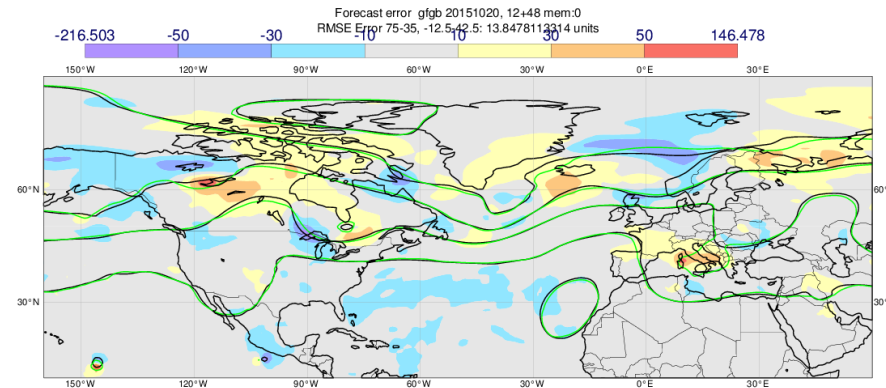 Forecast error gfgb 20151020, 12+48 mem:0
RMSE Error 75-35, -12.5-42.5: 13.8478113314 units
-216.503 -50 -30 -10 10 30 50 146.478
150°W 120°W 90°W 60°W 30°W 0°E 30°E
60°N 60°N
30°N 30°N
150°W 120°W 90°W 60°W 30°W 0°E 30°E